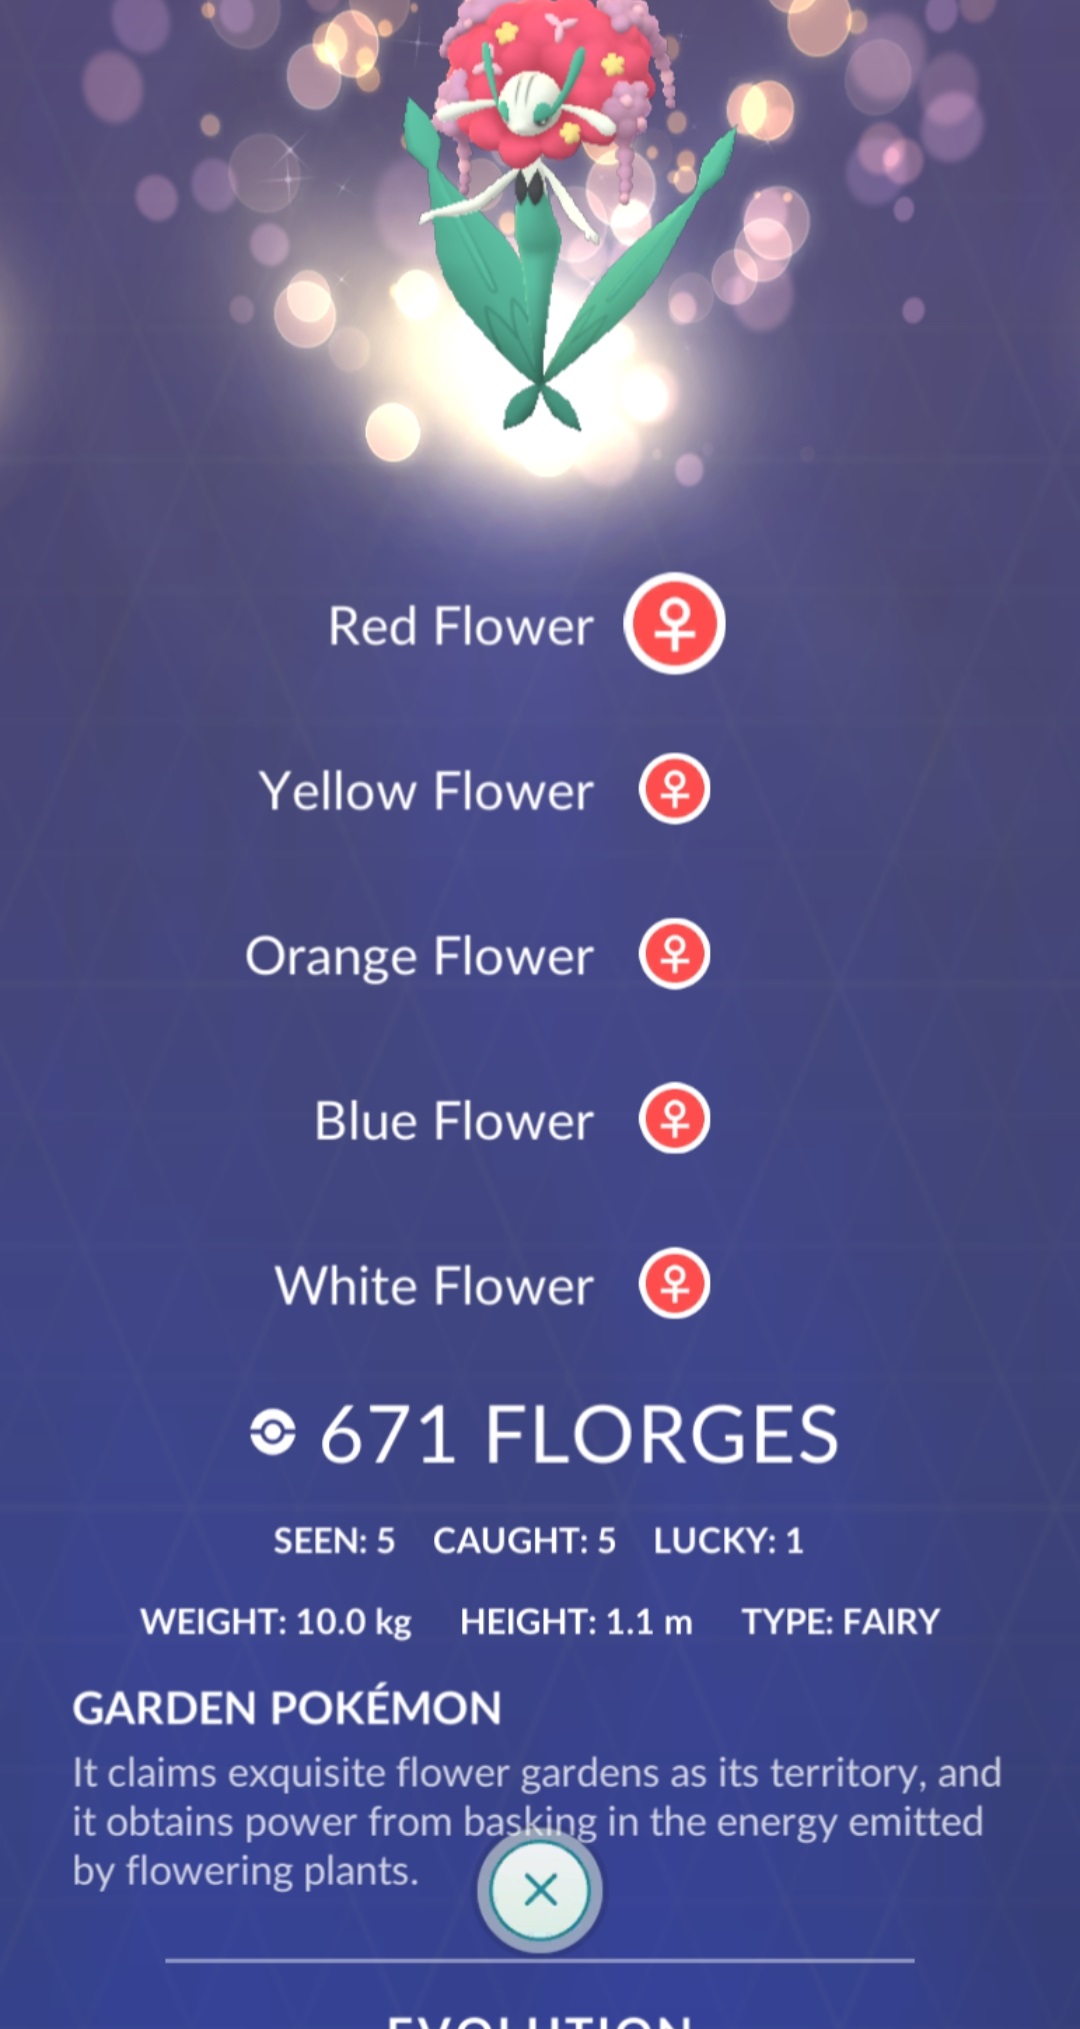 Red Flower
Yellow Flower
Orange Flower
Blue Flower
White Flower
671 FLORGES
SEEN: 5 CAUGHT: 5 LUCKY: 1
WEIGHT: 10.0 kg HEIGHT: 1.1 m TYPE: FAIRY
GARDEN POKÉMON
It claims exquisite flower gardens as its territory, and
it obtains power from basking in the energy emitted
by flowering plants.
EVOLUTION